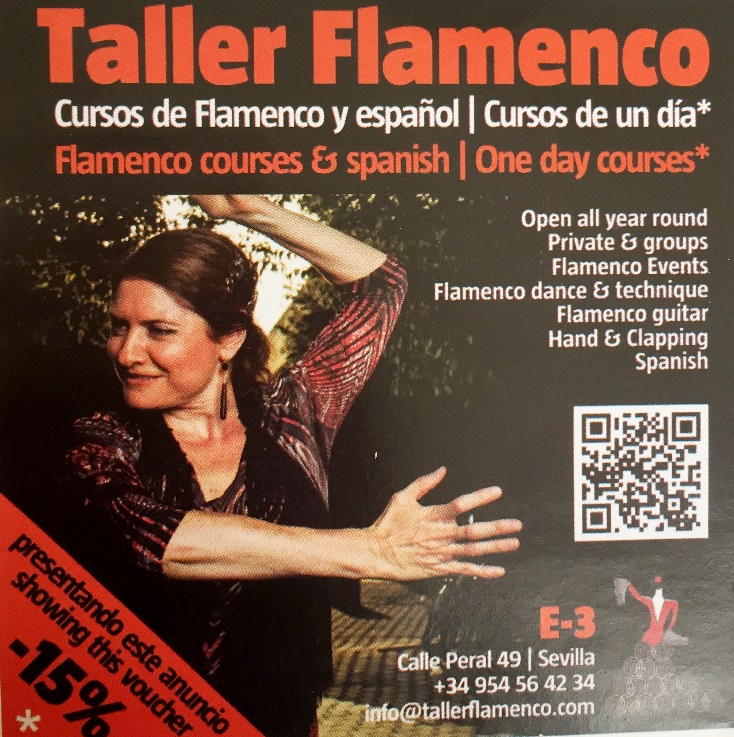 Taller Flamenco
Cursos de Flamenco y español | Cursos de un día*
Flamenco courses & spanish | One day courses*
Open all year round
Private & groups
Flamenco Events
Flamenco dance & technique
Flamenco guitar
Hand & Clapping
Spanish
presentando este anuncio
showing this voucher
-15%
*
E-3
Calle Peral 49 | Sevilla
+34 954 56 42 34
info@tallerflamenco.com